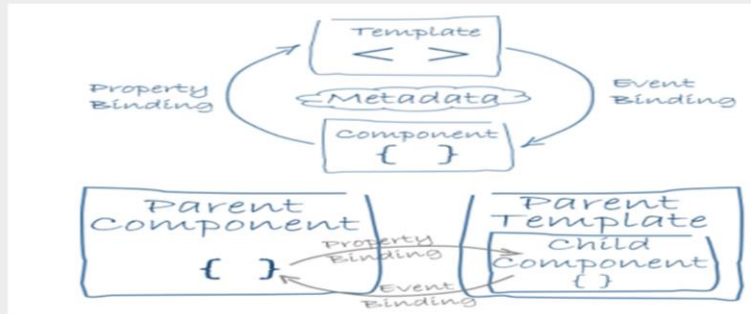 Template
< >
Property
Binding
Metadata
Event
Binding
Component
{ }
Parent
Component
{ }
Property
Binding
Event
Binding
Parent
Template
Child
Component
{ }